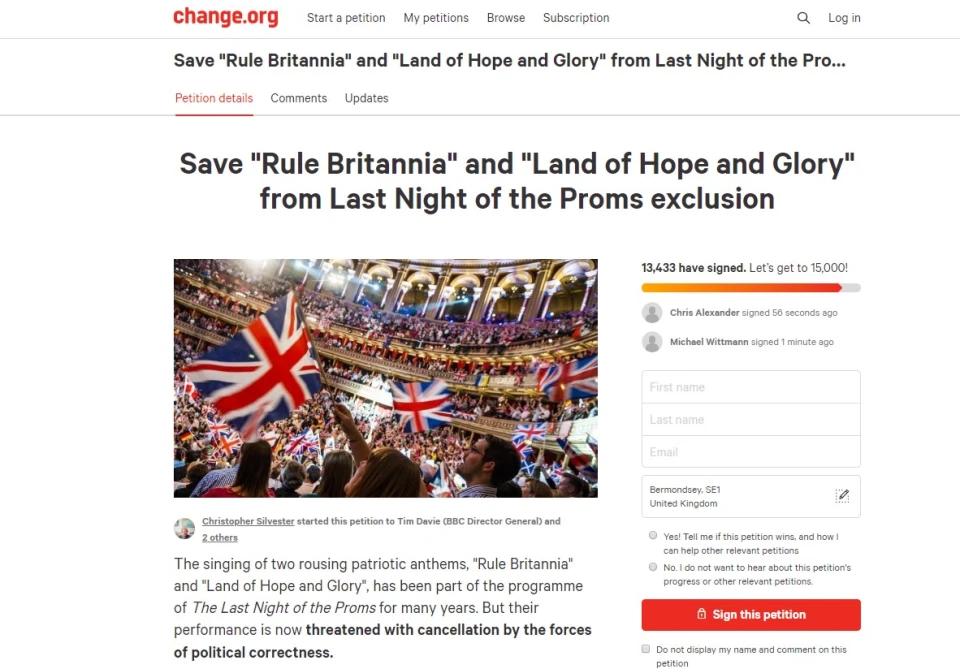 change.org
Start a petition
My petitions
Browse
Subscription
Log in
Save "Rule Britannia" and "Land of Hope and Glory" from Last Night of the Pro...
Petition details
Comments
Updates
Save "Rule Britannia" and "Land of Hope and Glory"
from Last Night of the Proms exclusion
13,433 have signed. Let's get to 15,000!
Chris Alexander signed 56 seconds ago
Michael Wittmann signed 1 minute ago
First name
Last name
Email
Bermondsey, SE1
United Kingdom
Yes! Tell me if this petition wins, and how I
can help other relevant petitions
No. I do not want to hear about this petition's
progress or other relevant petitions.
Sign this petition
Do not display my name and comment on this
petition
Christopher Silvester started this petition to Tim Davie (BBC Director General) and
2 others
The singing of two rousing patriotic anthems, "Rule Britannia"
and "Land of Hope and Glory", has been part of the programme
of The Last Night of the Proms for many years. But their
performance is now threatened with cancellation by the forces
of political correctness.